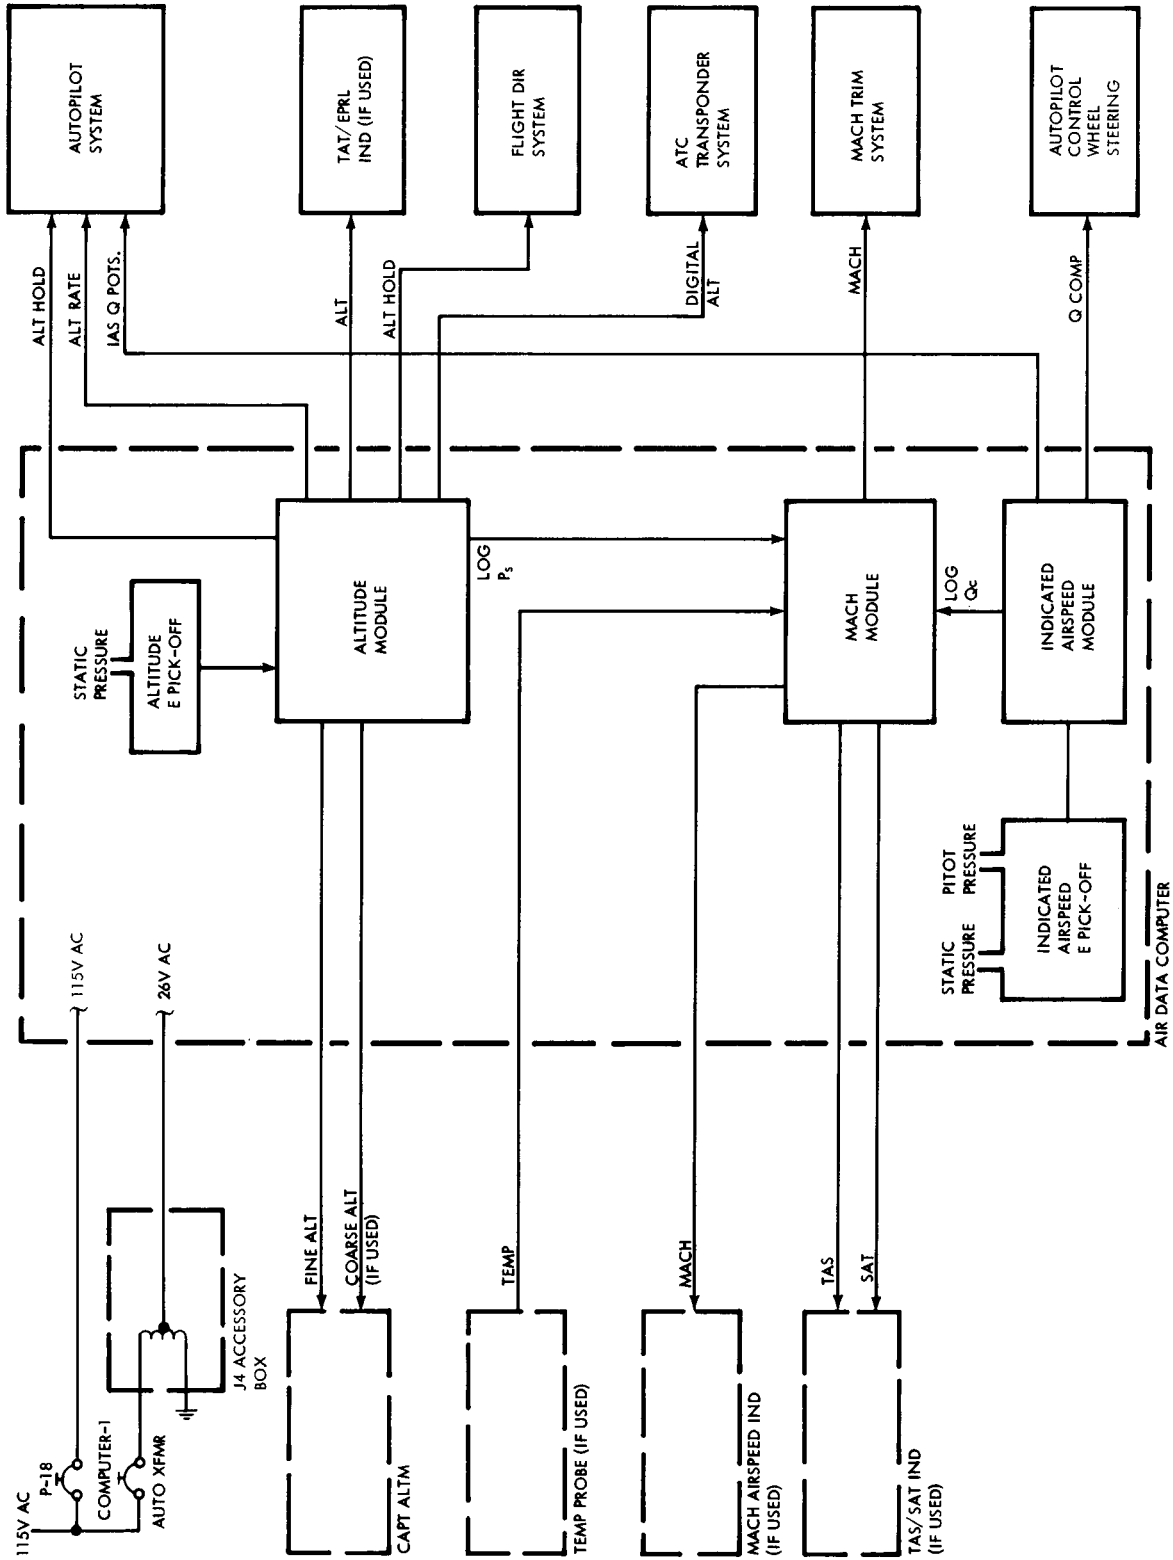 115V AC
P-18
COMPUTER-1
AUTO XFMR
J4 ACCESSORY
BOX
115V AC
26V AC
CAPT ALTM
FINE ALT
COARSE ALT
(IF USED)
TEMP PROBE (IF USED)
TEMP
MACH AIRSPEED IND
(IF USED)
MACH
TAS/SAT IND
(IF USED)
TAS
SAT
AIR DATA COMPUTER
STATIC
PRESSURE
ALTITUDE
E PICK-OFF
ALTITUDE
MODULE
LOG
Ps
MACH
MODULE
LOG
Qc
INDICATED
AIRSPEED
MODULE
STATIC
PRESSURE
PITOT
PRESSURE
INDICATED
AIRSPEED
E PICK-OFF
ALT HOLD
ALT RATE
IAS Q POTS.
AUTOPILOT
SYSTEM
ALT
TAT/EPRL
IND (IF USED)
ALT HOLD
FLIGHT DIR
SYSTEM
DIGITAL
ALT
ATC
TRANSPONDER
SYSTEM
MACH
MACH TRIM
SYSTEM
Q COMP
AUTOPILOT
CONTROL
WHEEL
STEERING